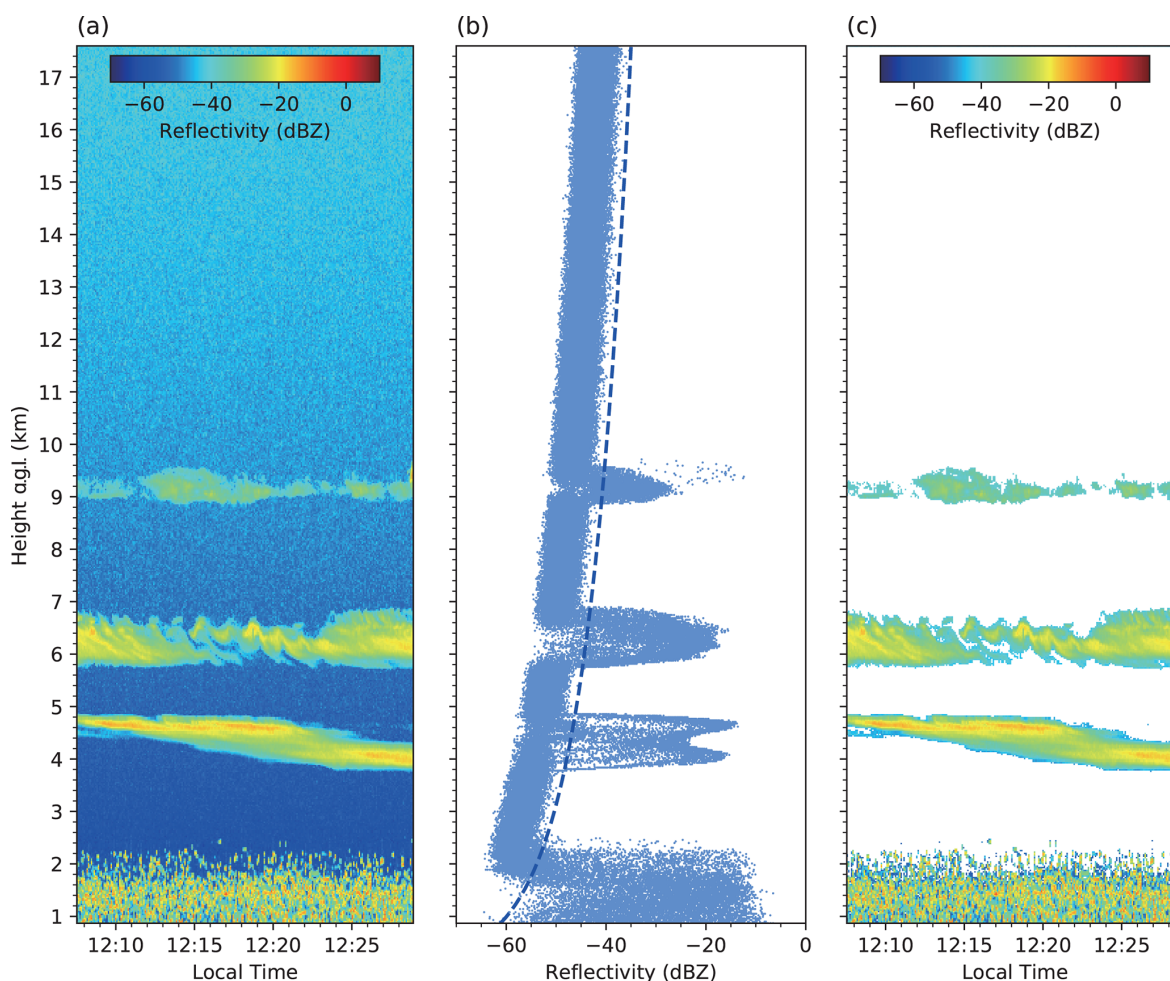 (a)
(b)
(c)
−60 −40 −20 0
Reflectivity (dBZ)
−60 −40 −20 0
Reflectivity (dBZ)
17
16
15
14
13
12
11
10
9
8
7
6
5
4
3
2
1
Height a.g.l. (km)
12:10 12:15 12:20 12:25
Local Time
−60 −40 −20 0
Reflectivity (dBZ)
12:10 12:15 12:20 12:25
Local Time